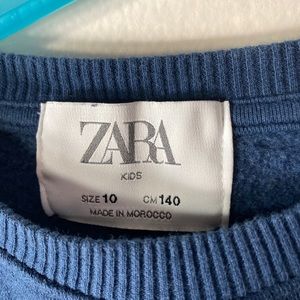 ZARA
KIDS
SIZE 10 CM 140
MADE IN MOROCCO